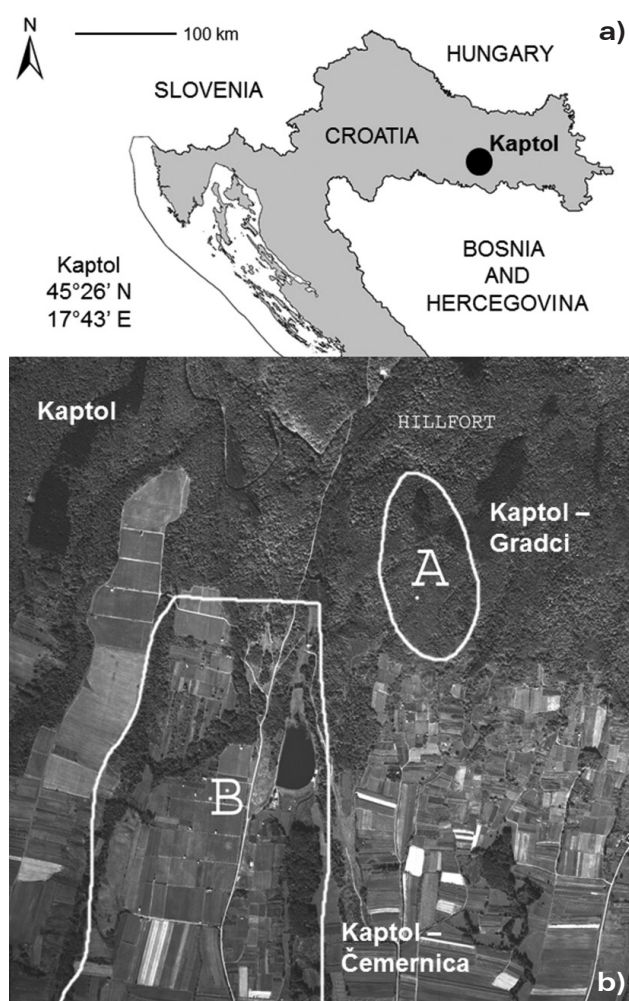 N
100 km
a)
HUNGARY
SLOVENIA
CROATIA
Kaptol
Kaptol
45°26' N
17°43' E
BOSNIA
AND
HERCEGOVINA
Kaptol
HILLFORT
Kaptol –
Gradci
A
B
Kaptol –
Čemernica
b)